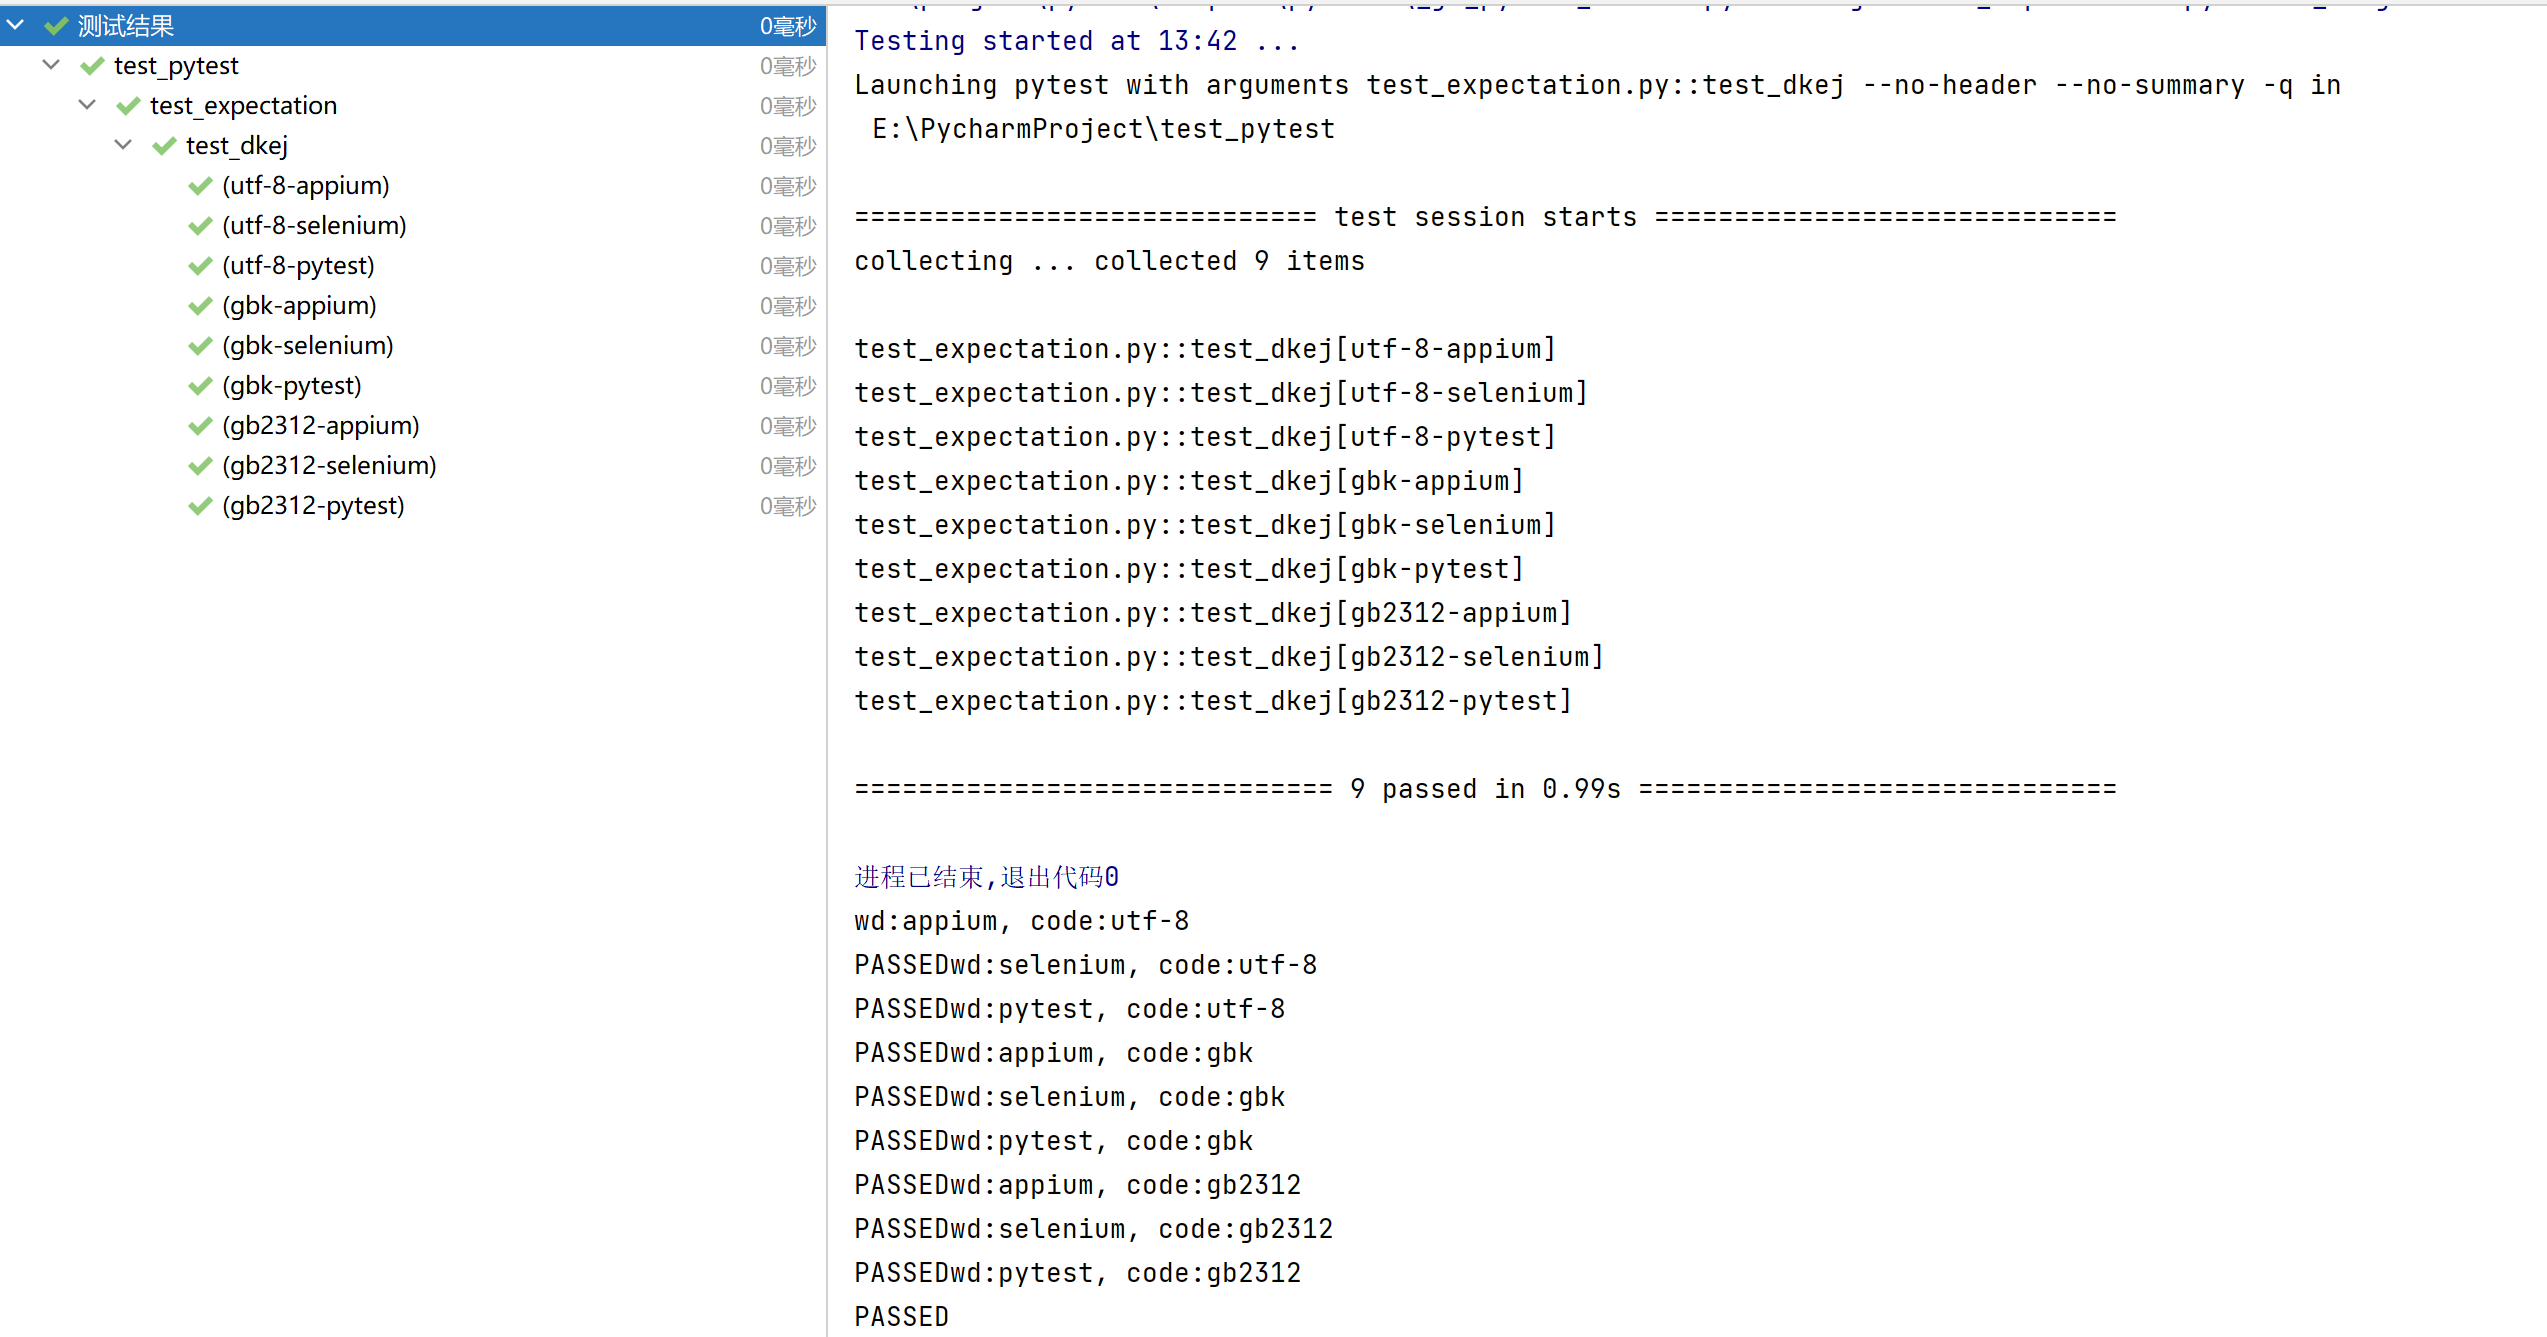 测试结果 0毫秒
test_pytest 0毫秒
test_expectation 0毫秒
test_dkej 0毫秒
(utf-8-appium) 0毫秒
(utf-8-selenium) 0毫秒
(utf-8-pytest) 0毫秒
(gbk-appium) 0毫秒
(gbk-selenium) 0毫秒
(gbk-pytest) 0毫秒
(gb2312-appium) 0毫秒
(gb2312-selenium) 0毫秒
(gb2312-pytest) 0毫秒
Testing started at 13:42 ...
Launching pytest with arguments test_expectation.py::test_dkej --no-header --no-summary -q in
E:\PycharmProject\test_pytest
============================= test session starts =============================
collecting ... collected 9 items
test_expectation.py::test_dkej[utf-8-appium]
test_expectation.py::test_dkej[utf-8-selenium]
test_expectation.py::test_dkej[utf-8-pytest]
test_expectation.py::test_dkej[gbk-appium]
test_expectation.py::test_dkej[gbk-selenium]
test_expectation.py::test_dkej[gbk-pytest]
test_expectation.py::test_dkej[gb2312-appium]
test_expectation.py::test_dkej[gb2312-selenium]
test_expectation.py::test_dkej[gb2312-pytest]
============================== 9 passed in 0.99s ==============================
进程已结束,退出代码0
wd:appium, code:utf-8
PASSEDwd:selenium, code:utf-8
PASSEDwd:pytest, code:utf-8
PASSEDwd:appium, code:gbk
PASSEDwd:selenium, code:gbk
PASSEDwd:pytest, code:gbk
PASSEDwd:appium, code:gb2312
PASSEDwd:selenium, code:gb2312
PASSEDwd:pytest, code:gb2312
PASSED